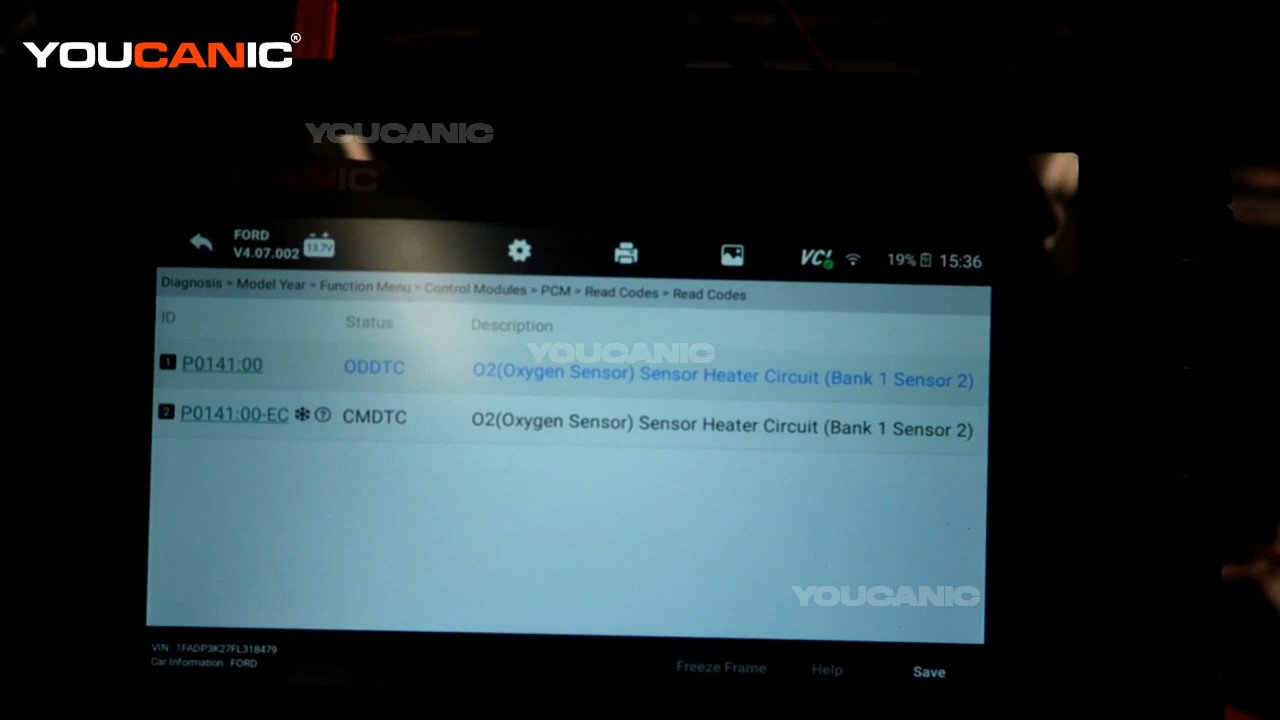 YOUCANIC®
YOUCANIC
IC
FORD
V4.07.002
13.7V
VCI
19%
15:36
Diagnosis > Model Year > Function Menu > Control Modules > PCM > Read Codes > Read Codes
ID Status Description
1 P0141:00 ODDTC O2(Oxygen Sensor) Sensor Heater Circuit (Bank 1 Sensor 2)
YOUCANIC
2 P0141:00-EC ? CMDTC O2(Oxygen Sensor) Sensor Heater Circuit (Bank 1 Sensor 2)
YOUCANIC
VIN 1FADP3K27FL318479
Car Information FORD
Freeze Frame Help Save